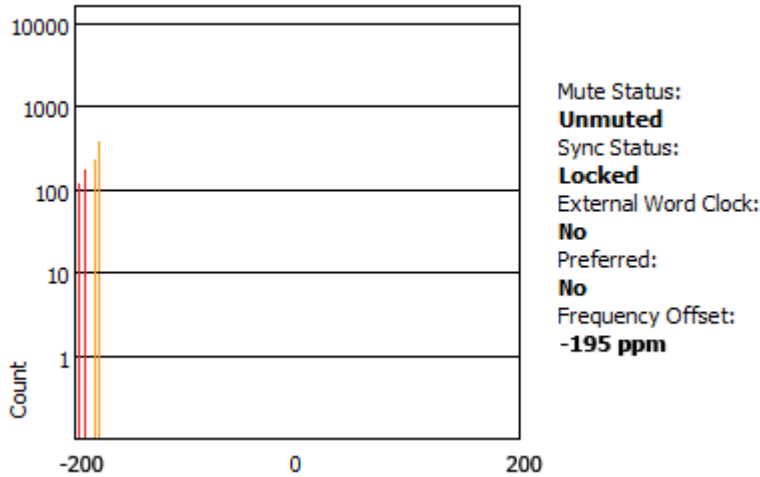 10000
1000
100
10
1
Count
-200
0
200
Mute Status:
Unmuted
Sync Status:
Locked
External Word Clock:
No
Preferred:
No
Frequency Offset:
-195 ppm